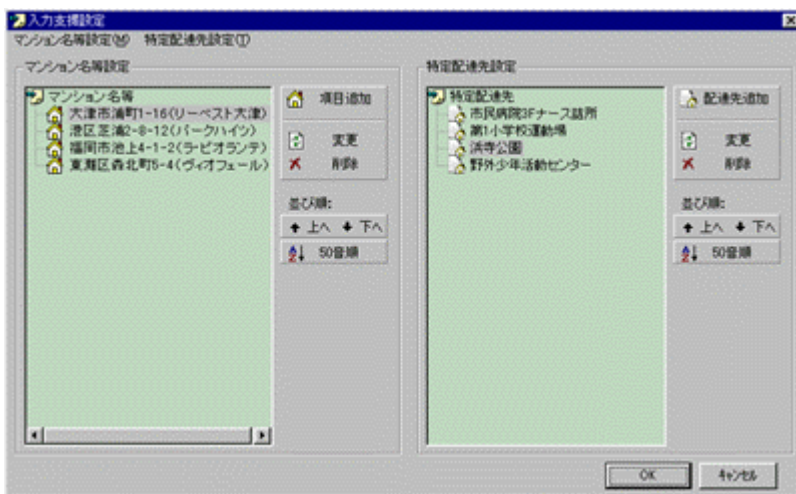 入力支援設定
マンション名等設定(M) 特定配達先設定(T)
マンション名等設定
マンション名等
大津市浦町1-16(リーベスト大津)
港区芝浦2-8-12(パークハイツ)
福岡市池上4-1-2(ラ・ビオランテ)
東灘区森北町5-4(ヴィオフェール)
項目追加
変更
削除
並び順:
上へ 下へ
50音順
特定配達先設定
特定配達先
市民病院3Fナース詰所
第1小学校運動場
浜寺公園
野外少年活動センター
配達先追加
変更
削除
並び順:
上へ 下へ
50音順
OK キャンセル